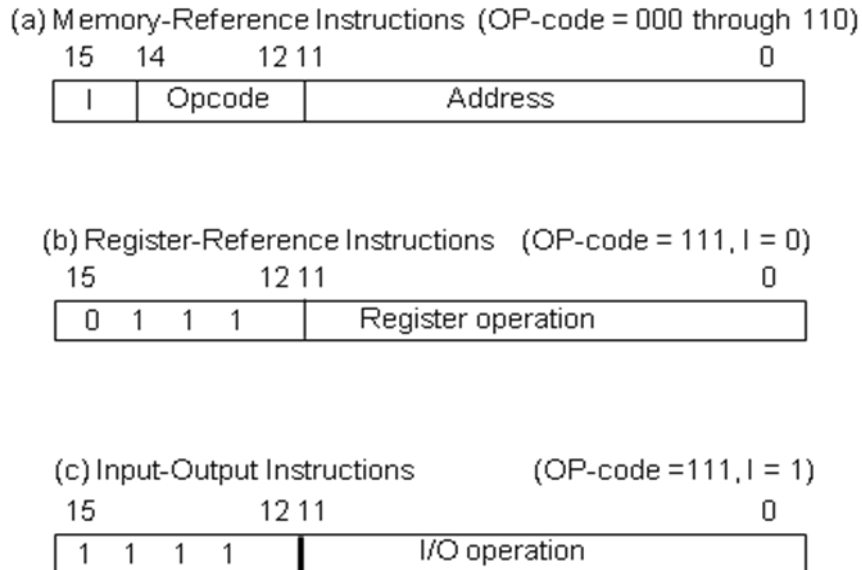 (a) Memory-Reference Instructions (OP-code = 000 through 110)
15 14 12 11 0
I Opcode Address
(b) Register-Reference Instructions (OP-code = 111, I = 0)
15 12 11 0
0 1 1 1 Register operation
(c) Input-Output Instructions (OP-code =111, I = 1)
15 12 11 0
1 1 1 1 I/O operation